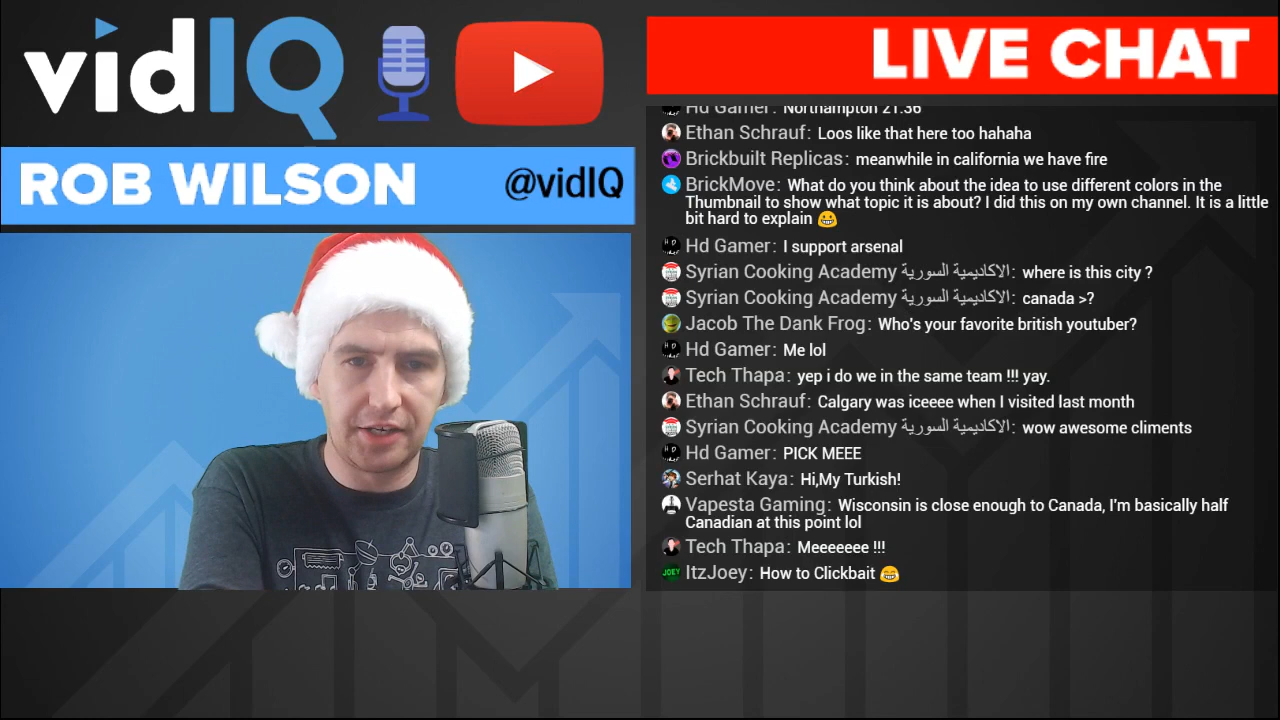 vidIQ
LIVE CHAT
ROB WILSON
@vidIQ
Hd Gamer: Northampton 21:36
Ethan Schrauf: Loos like that here too hahaha
Brickbuilt Replicas: meanwhile in california we have fire
BrickMove: What do you think about the idea to use different colors in the
Thumbnail to show what topic it is about? I did this on my own channel. It is a little
bit hard to explain 😀
Hd Gamer: I support arsenal
Syrian Cooking Academy الاكاديمية السورية: where is this city ?
Syrian Cooking Academy الاكاديمية السورية: canada >?
Jacob The Dank Frog: Who's your favorite british youtuber?
Hd Gamer: Me lol
Tech Thapa: yep i do we in the same team !!! yay.
Ethan Schrauf: Calgary was iceeee when I visited last month
Syrian Cooking Academy الاكاديمية السورية: wow awesome climents
Hd Gamer: PICK MEEE
Serhat Kaya: Hi,My Turkish!
Vapesta Gaming: Wisconsin is close enough to Canada, I'm basically half
Canadian at this point lol
Tech Thapa: Meeeeeee !!!
JOEY ItzJoey: How to Clickbait 😂